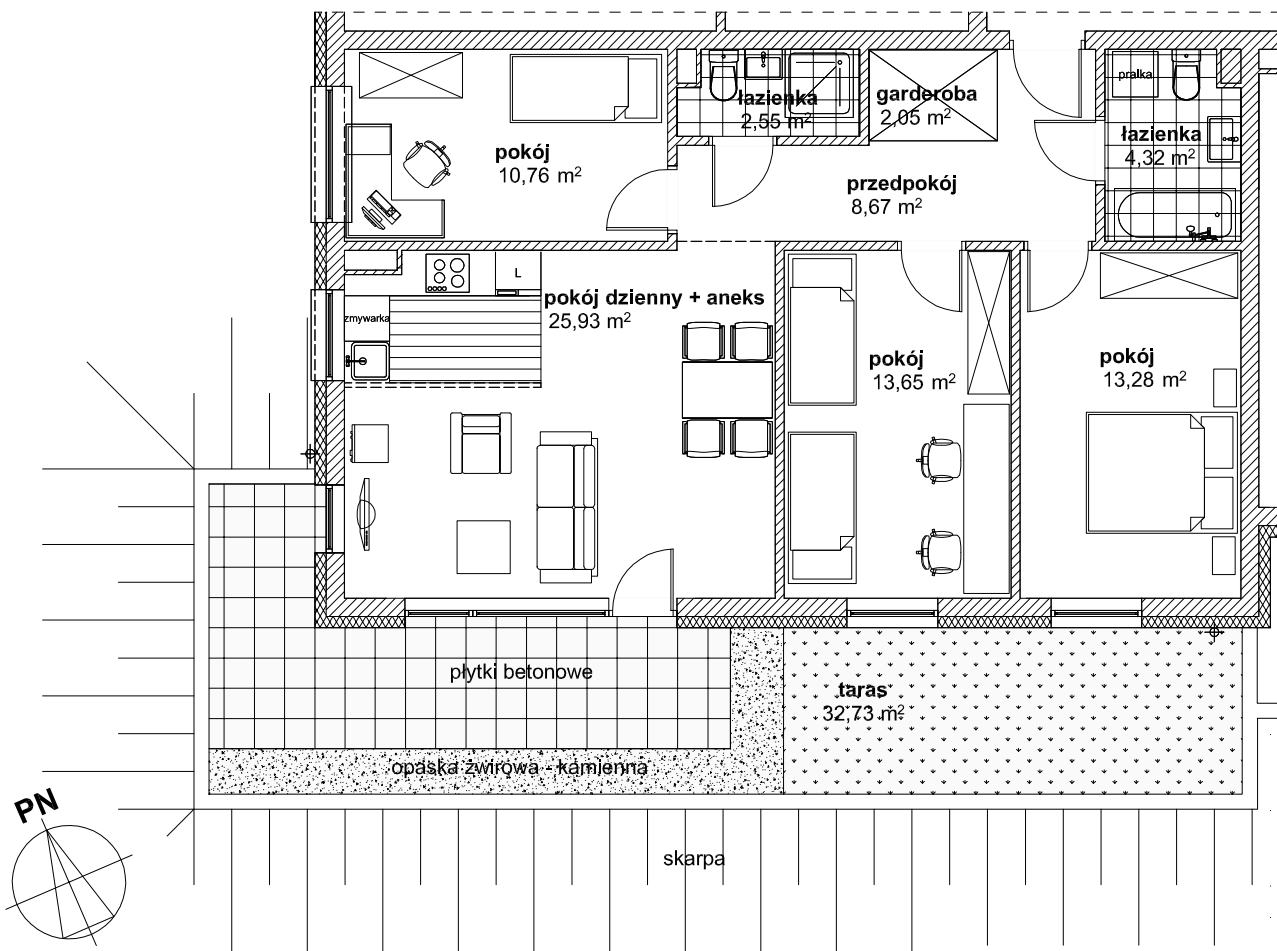 pralka
łazienka
2,55 m²
garderoba
2,05 m²
łazienka
4,32 m²
pokój
10,76 m²
przedpokój
8,67 m²
L
pokój dzienny + aneks
25,93 m²
zmywarka
pokój
13,65 m²
pokój
13,28 m²
płytki betonowe
taras
32,73 m²
opaska żwirowa - kamienna
PN
skarpa